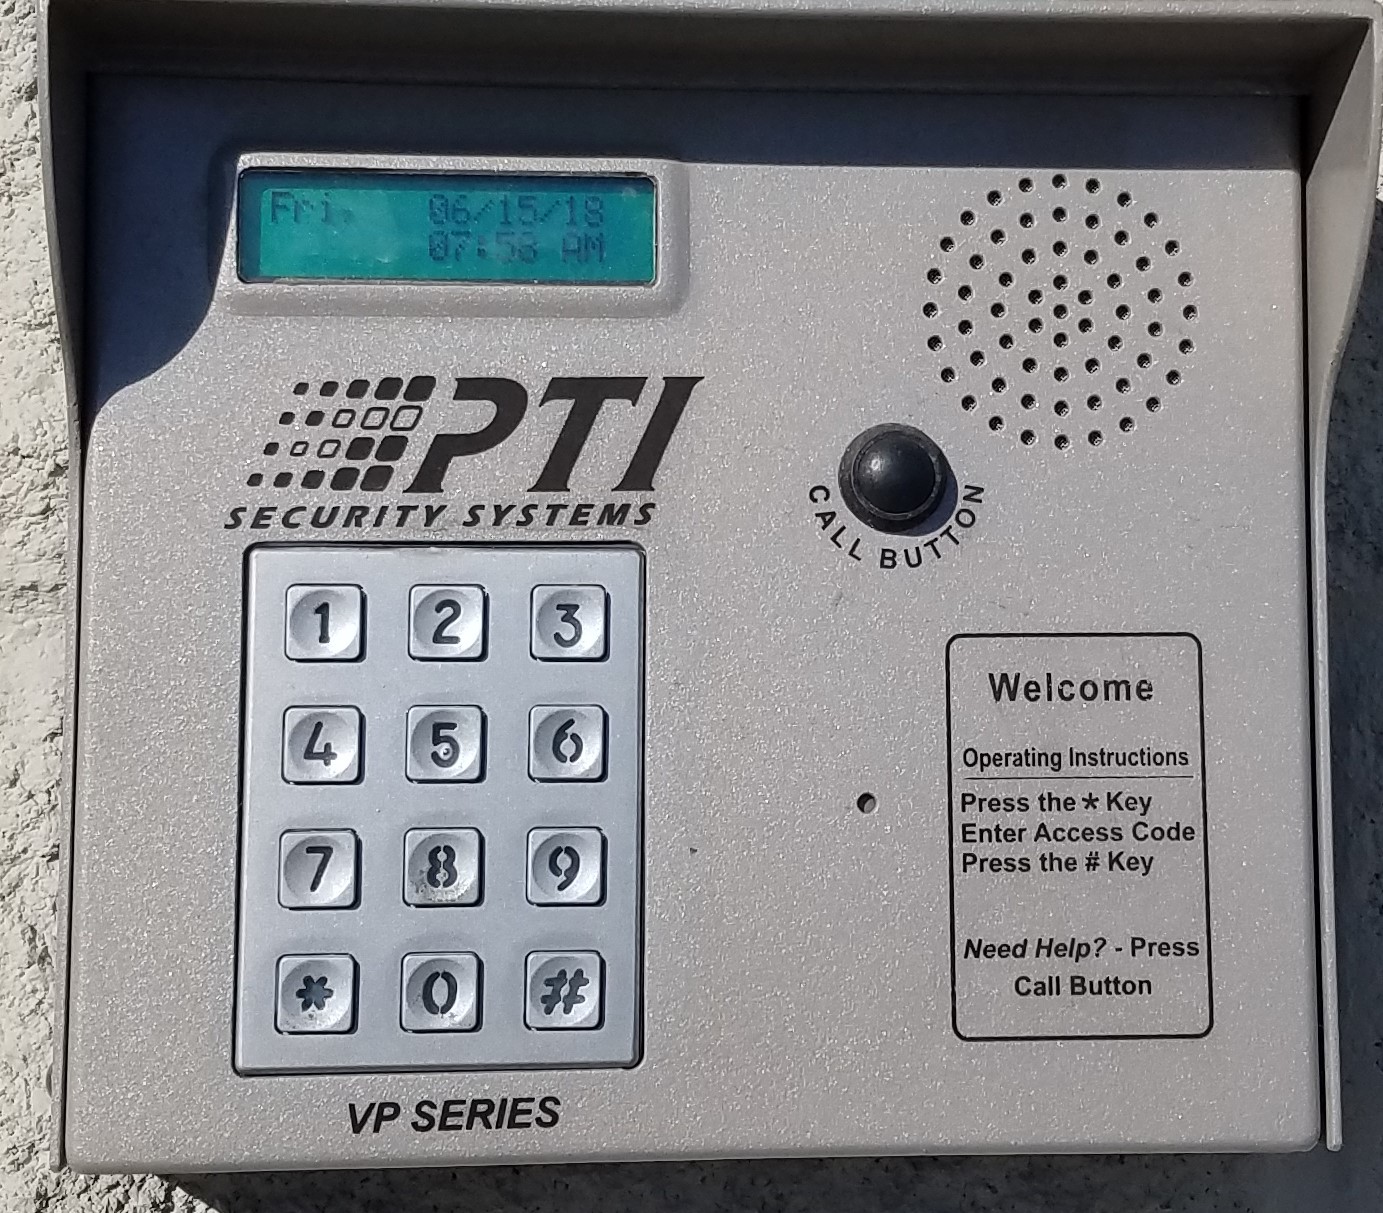 Fri. 06/15/18
07:58 AM
PTI
SECURITY SYSTEMS
CALL BUTTON
1 2 3
4 5 6
7 8 9
* 0 #
VP SERIES
Welcome
Operating Instructions
Press the * Key
Enter Access Code
Press the # Key
Need Help? - Press
Call Button